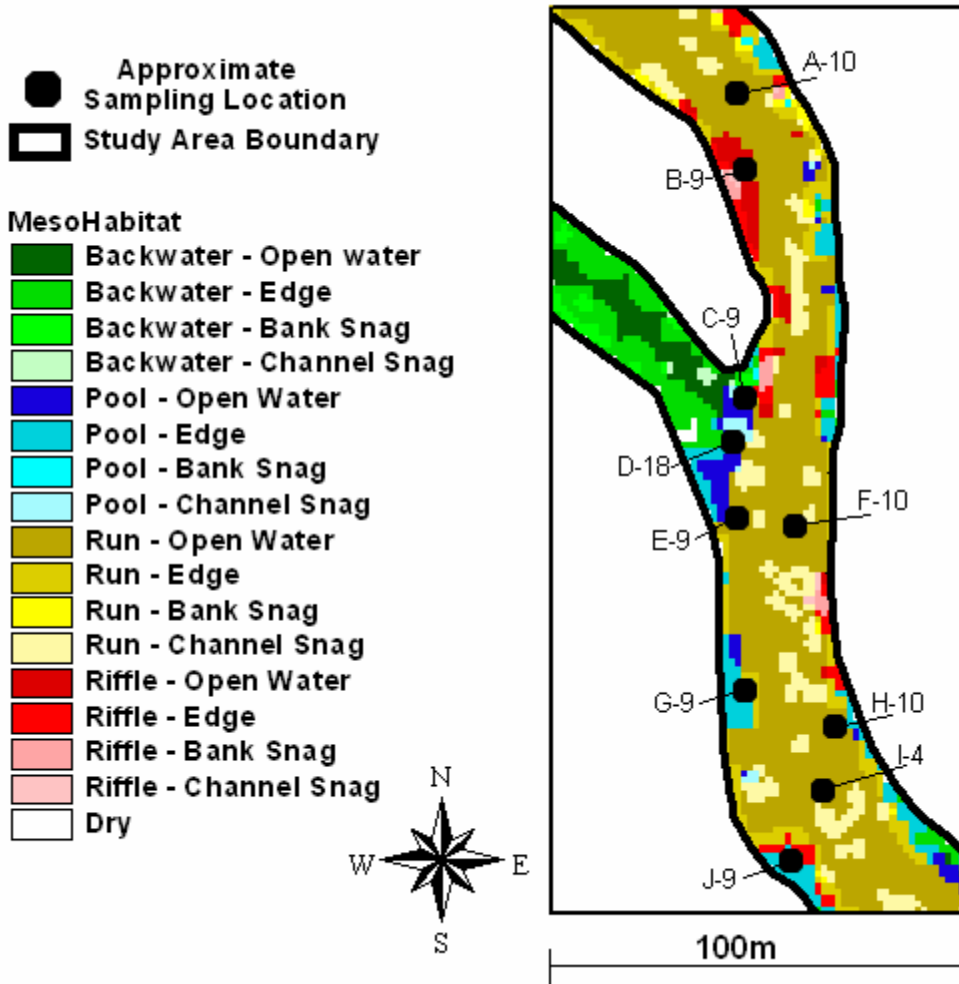 Approximate
Sampling Location
Study Area Boundary
MesoHabitat
Backwater - Open water
Backwater - Edge
Backwater - Bank Snag
Backwater - Channel Snag
Pool - Open Water
Pool - Edge
Pool - Bank Snag
Pool - Channel Snag
Run - Open Water
Run - Edge
Run - Bank Snag
Run - Channel Snag
Riffle - Open Water
Riffle - Edge
Riffle - Bank Snag
Riffle - Channel Snag
Dry
N
W
E
S
A-10
B-9
C-9
D-18
E-9
F-10
G-9
H-10
I-4
J-9
100m